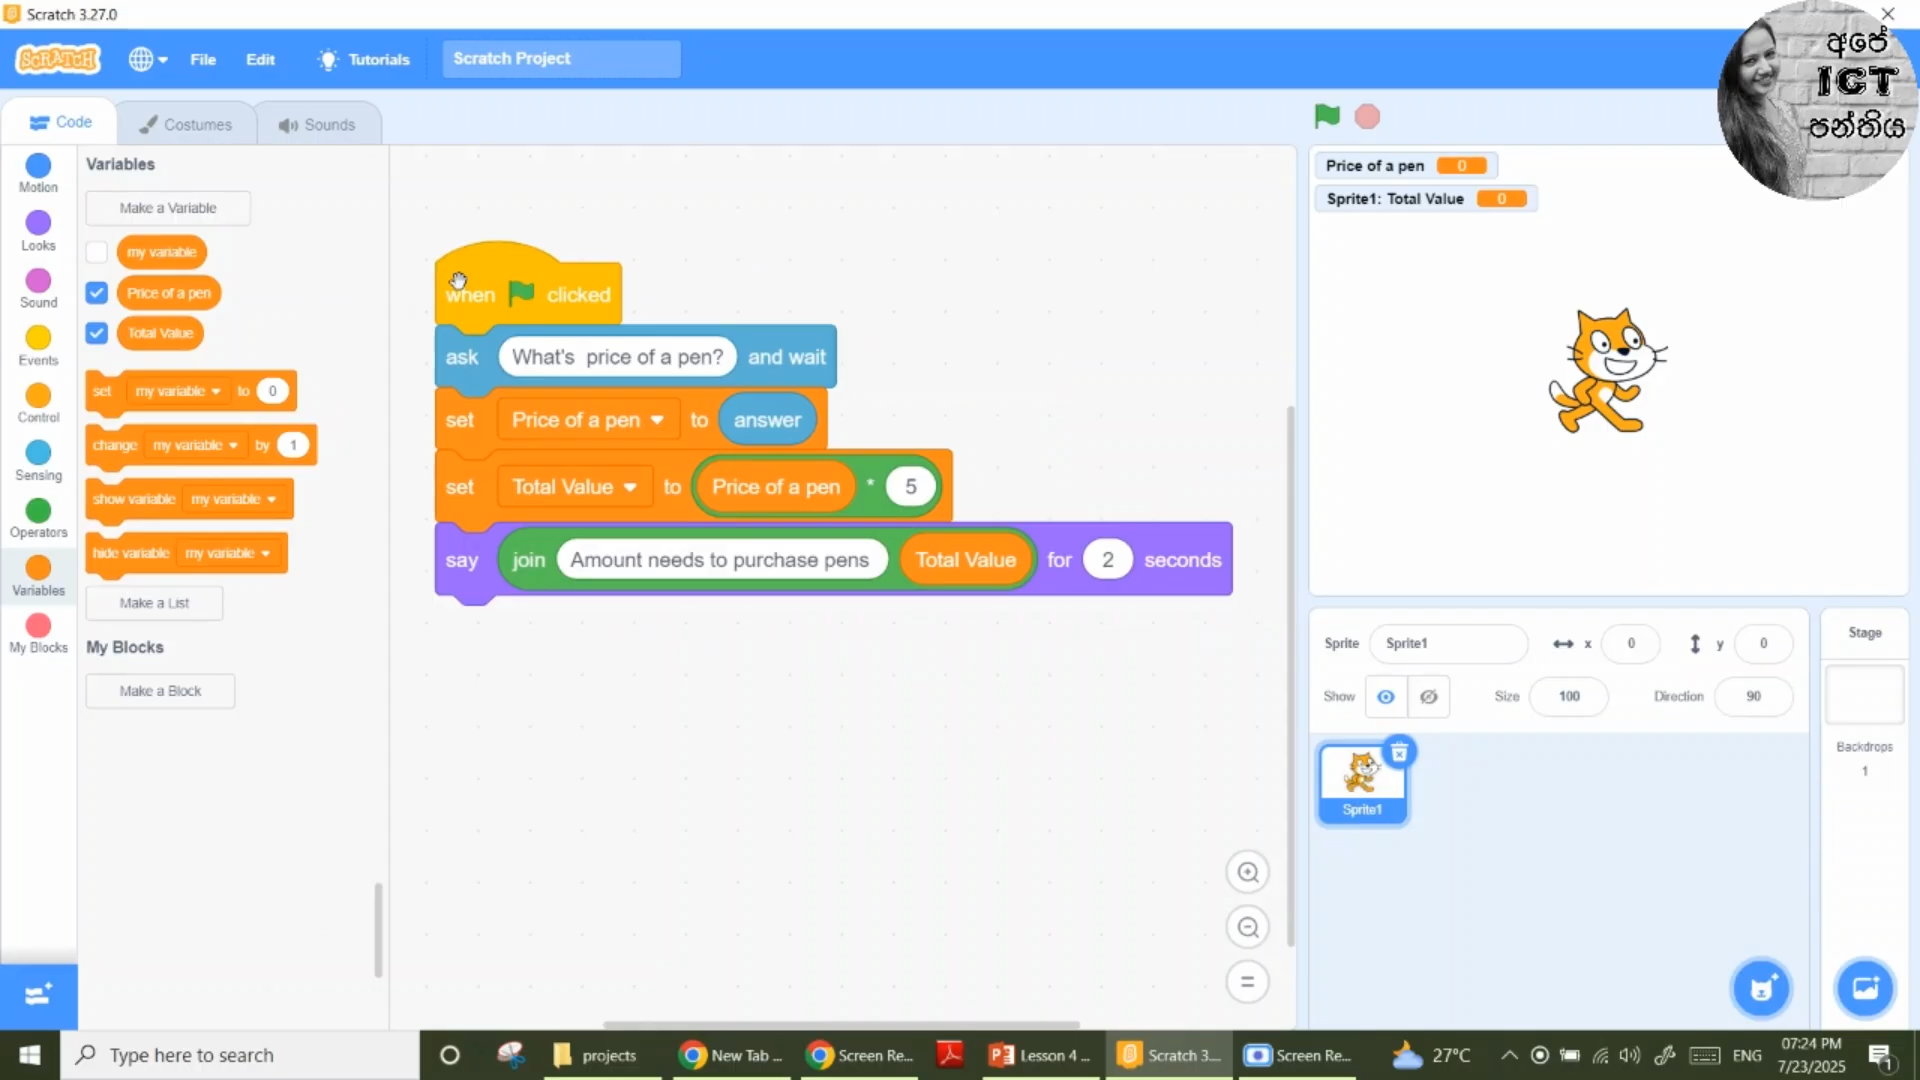 Scratch 3.27.0
SCRATCH
File
Edit
Tutorials
Scratch Project
අපේ
ICT
පන්තිය
Code
Costumes
Sounds
Motion
Looks
Sound
Events
Control
Sensing
Operators
Variables
My Blocks
Variables
Make a Variable
my variable
Price of a pen
Total Value
set my variable to 0
change my variable by 1
show variable my variable
hide variable my variable
Make a List
My Blocks
Make a Block
when clicked
ask What's price of a pen? and wait
set Price of a pen to answer
set Total Value to Price of a pen * 5
say join Amount needs to purchase pens Total Value for 2 seconds
Price of a pen 0
Sprite1: Total Value 0
Sprite Sprite1 x 0 y 0
Show Size 100 Direction 90
Sprite1
Stage
Backdrops
1
Type here to search
projects
New Tab ...
Screen Re...
Lesson 4 ...
Scratch 3...
Screen Re...
27°C
ENG
07:24 PM
7/23/2025
1